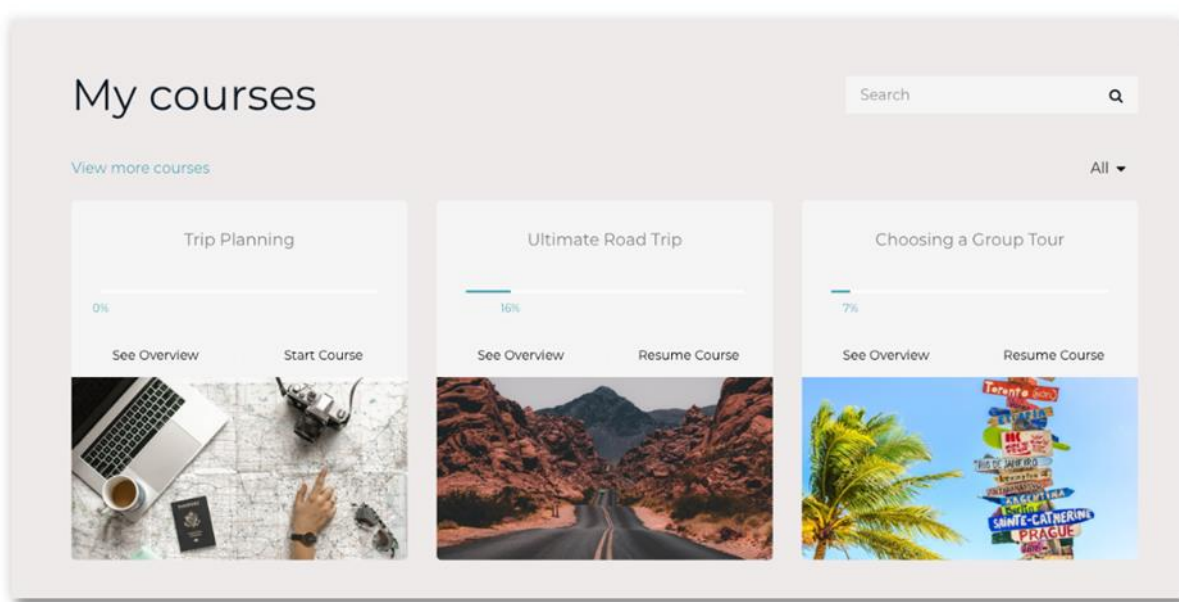 My courses
Search
View more courses
All
Trip Planning
0%
See Overview
Start Course
Ultimate Road Trip
16%
See Overview
Resume Course
Choosing a Group Tour
7%
See Overview
Resume Course
Toronto
RIO DE JANEIRO
ARGENTINA
Berlin
SAINTE-CATHERINE
PRAGUE